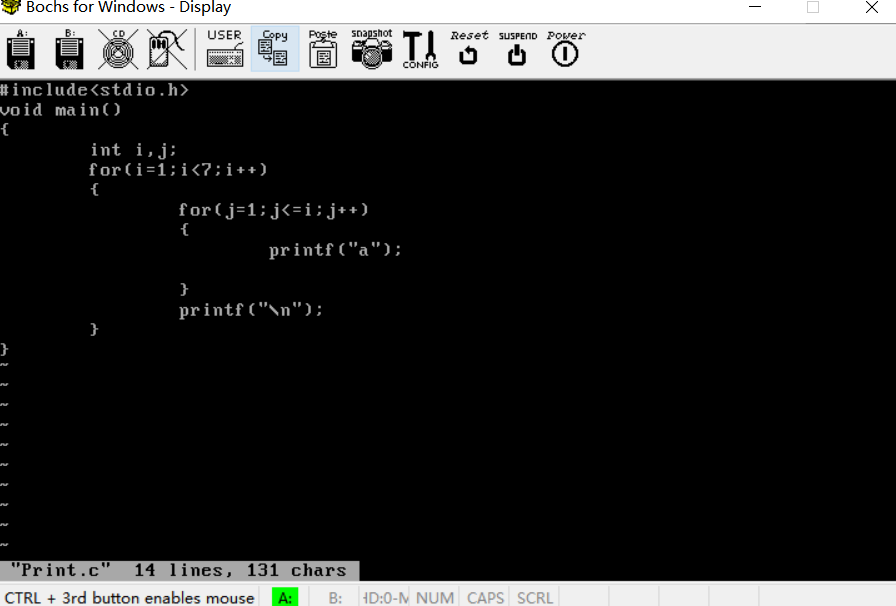 Bochs for Windows - Display
A: B: CD USER Copy Paste snapshot CONFIG Reset SUSPEND Power
#include<stdio.h>
void main()
{
int i,j;
for(i=1;i<7;i++)
{
for(j=1;j<=i;j++)
{
printf("a");
}
printf("\n");
}
}
~
~
~
~
~
~
~
~
~
~
"Print.c" 14 lines, 131 chars
CTRL + 3rd button enables mouse A: B: HD:0-M NUM CAPS SCRL